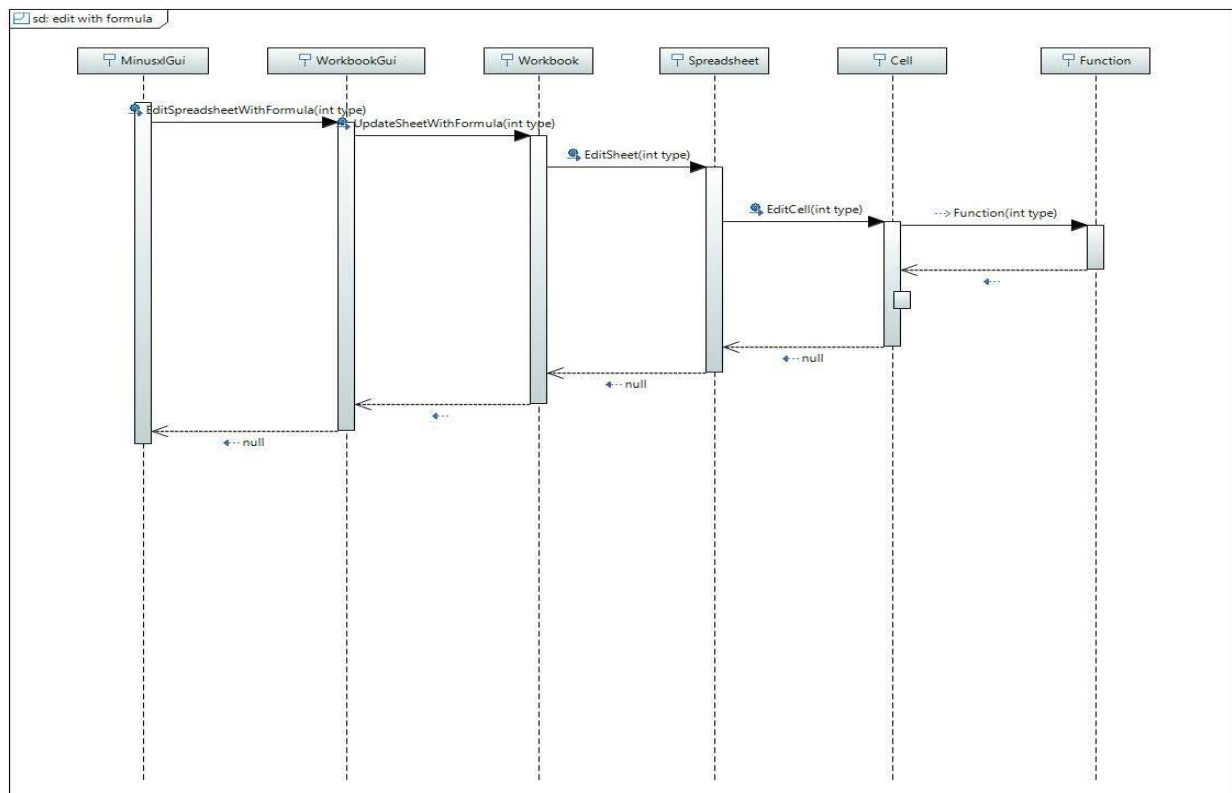 sd: edit with formula
MinusxlGui
WorkbookGui
Workbook
Spreadsheet
Cell
Function
EditSpreadsheetWithFormula(int type)
UpdateSheetWithFormula(int type)
EditSheet(int type)
EditCell(int type)
Function(int type)
null
null
null